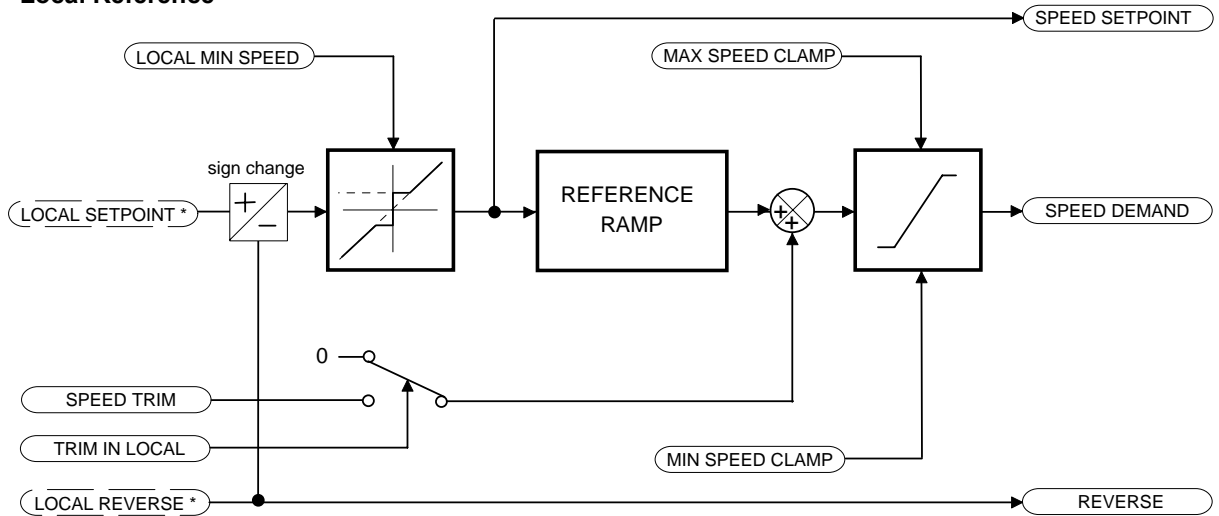 Local Reference
SPEED SETPOINT
LOCAL MIN SPEED
MAX SPEED CLAMP
sign change
LOCAL SETPOINT *
+
−
REFERENCE
RAMP
+
+
SPEED DEMAND
0
SPEED TRIM
TRIM IN LOCAL
MIN SPEED CLAMP
LOCAL REVERSE *
REVERSE